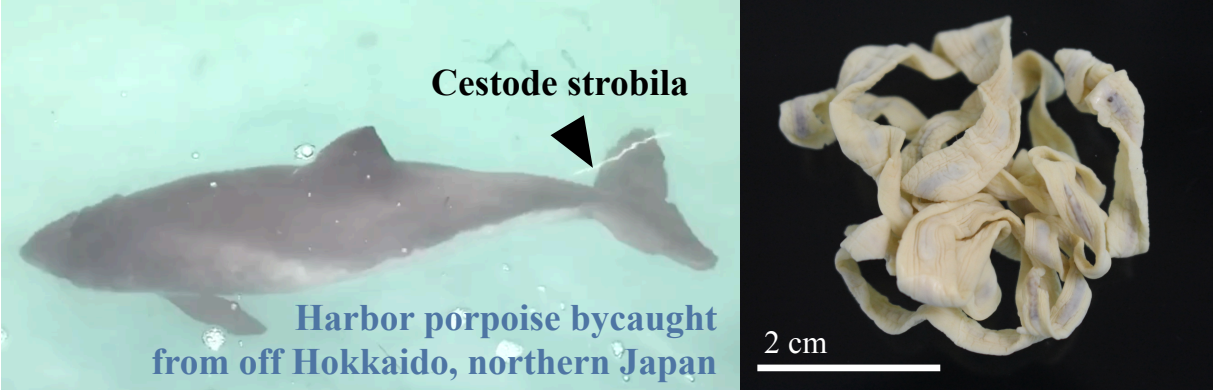 Cestode strobila
Harbor porpoise bycaught
from off Hokkaido, northern Japan
2 cm